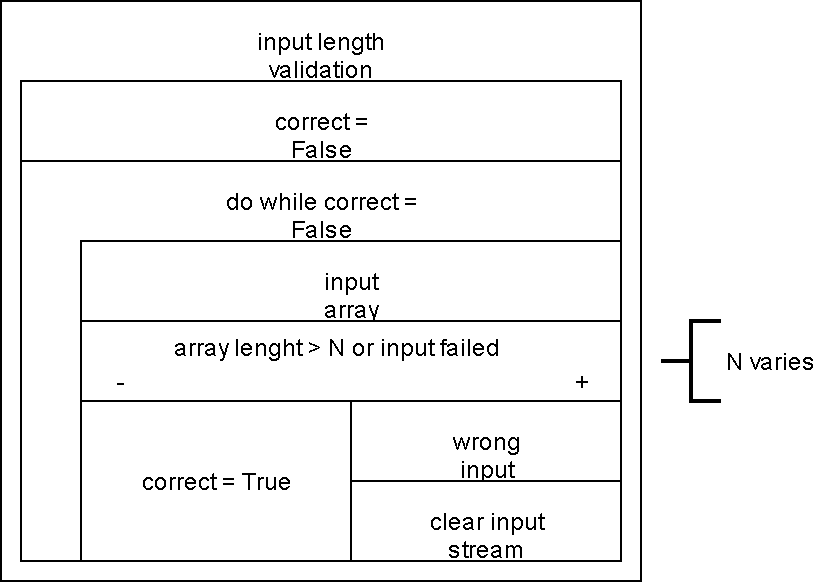 input length
validation
correct =
False
do while correct =
False
input
array
array lenght > N or input failed
- +
N varies
wrong
input
correct = True
clear input
stream